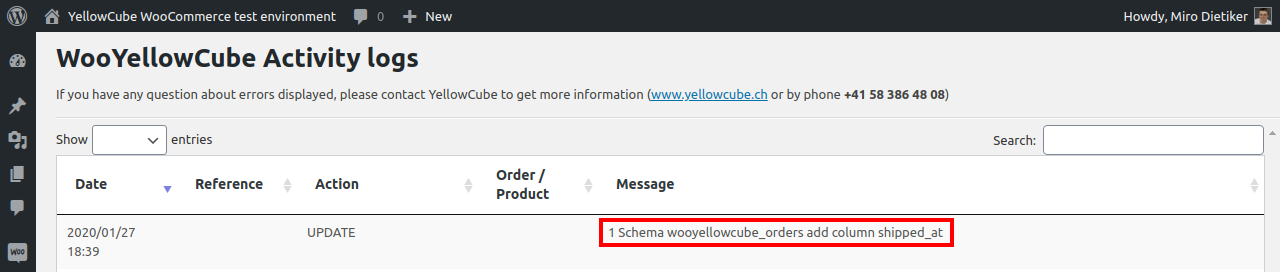 YellowCube WooCommerce test environment 0 New Howdy, Miro Dietiker
WooYellowCube Activity logs
If you have any question about errors displayed, please contact YellowCube to get more information (www.yellowcube.ch or by phone +41 58 386 48 08)
Show entries Search:
Date Reference Action Order / Product Message
2020/01/27 18:39 UPDATE 1 Schema wooyellowcube_orders add column shipped_at
Woo